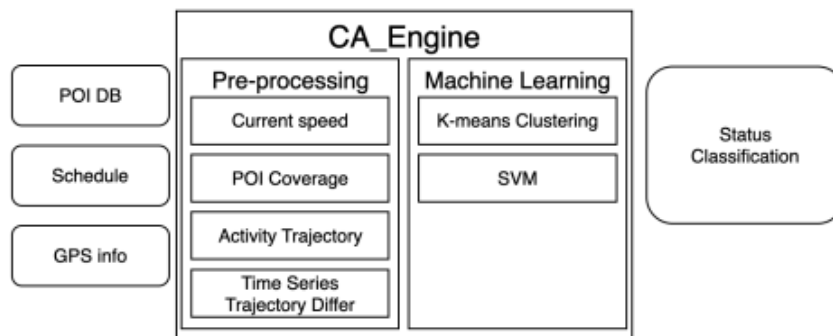 CA_Engine
POI DB
Schedule
GPS info
Pre-processing
Current speed
POI Coverage
Activity Trajectory
Time Series
Trajectory Differ
Machine Learning
K-means Clustering
SVM
Status
Classification